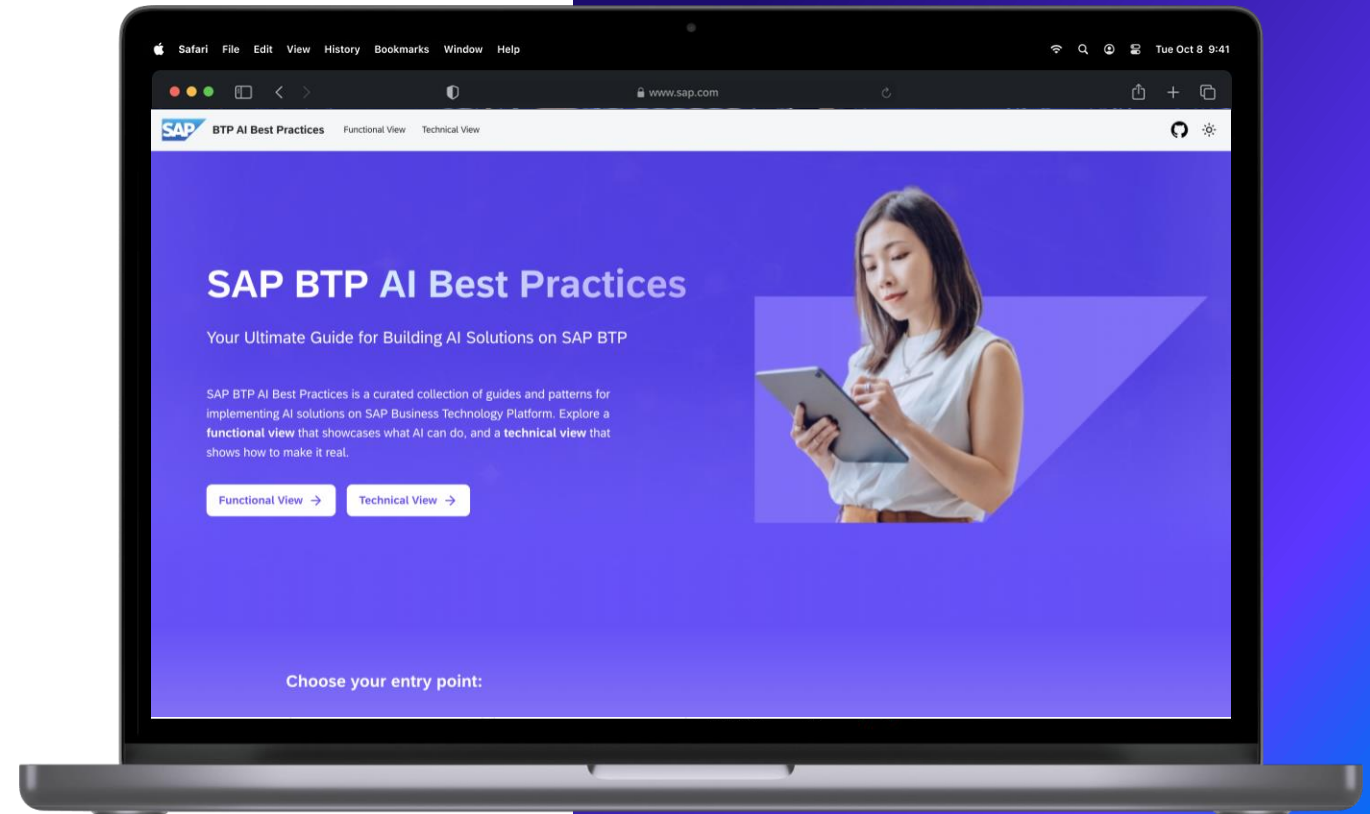 Safari File Edit View History Bookmarks Window Help Tue Oct 8 9:41
www.sap.com
SAP BTP AI Best Practices Functional View Technical View
SAP BTP AI Best Practices
Your Ultimate Guide for Building AI Solutions on SAP BTP
SAP BTP AI Best Practices is a curated collection of guides and patterns for
implementing AI solutions on SAP Business Technology Platform. Explore a
functional view that showcases what AI can do, and a technical view that
shows how to make it real.
Functional View → Technical View →
Choose your entry point: